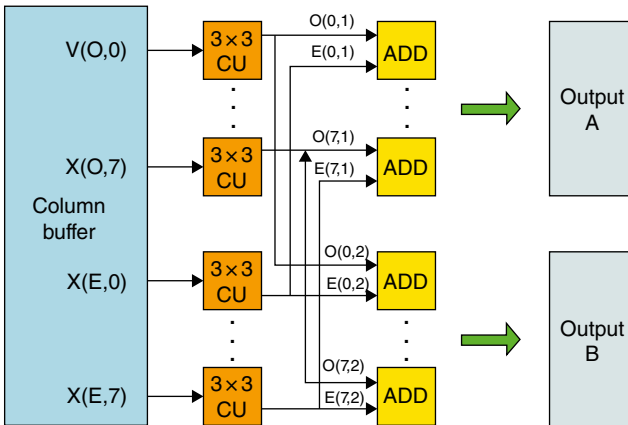 V(O,0)
3×3
CU
O(0,1)
E(0,1)
ADD
X(O,7)
3×3
CU
O(7,1)
E(7,1)
ADD
Output
A
Column
buffer
X(E,0)
3×3
CU
O(0,2)
E(0,2)
ADD
X(E,7)
3×3
CU
O(7,2)
E(7,2)
ADD
Output
B